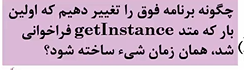 چگونه برنامه فوق را تغییر دهیم که اولین
بار که متد getInstance فراخوانی
شد، همان زمان شیء ساخته شود؟